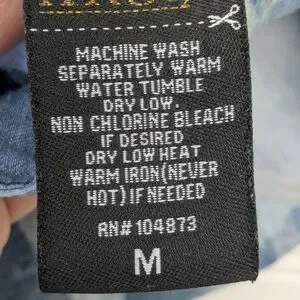 MACHINE WASH
SEPARATELY WARM
WATER TUMBLE
DRY LOW.
NON CHLORINE BLEACH
IF DESIRED
DRY LOW HEAT
WARM IRON(NEVER
HOT)IF NEEDED
RN# 104873
M